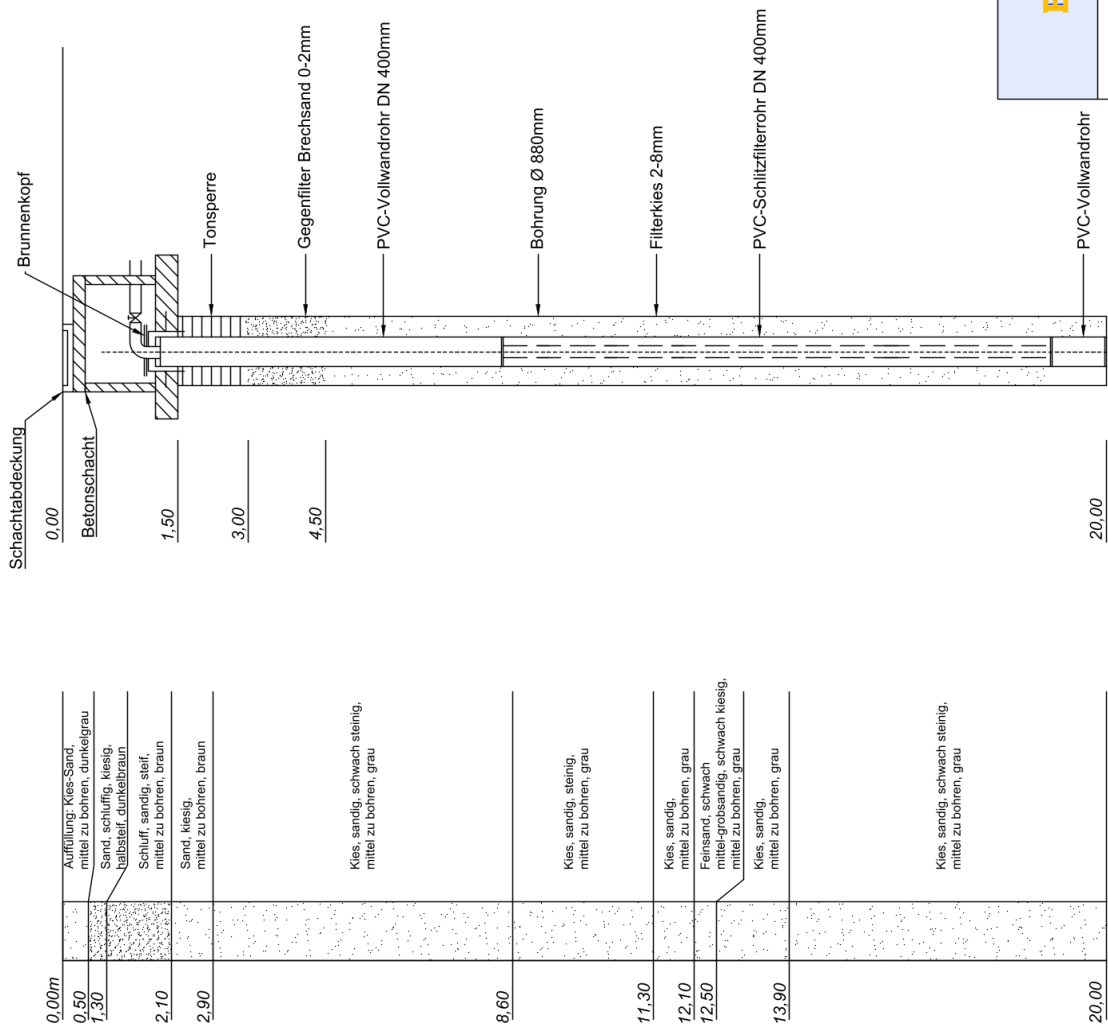 Schachtabdeckung
0,00
Betonschacht
1,50
3,00
4,50
20,00
Brunnenkopf
Tonsperre
Gegenfilter Brechsand 0-2mm
PVC-Vollwandrohr DN 400mm
Bohrung Ø 880mm
Filterkies 2-8mm
PVC-Schlitzfilterrohr DN 400mm
PVC-Vollwandrohr
0,00m
0,50
1,30
2,10
2,90
8,60
11,30
12,10
12,50
13,90
20,00
Auffüllung: Kies-Sand,
mittel zu bohren, dunkelgrau
Sand, schluffig, kiesig,
halbsteif, dunkelbraun
Schluff, sandig, steif,
mittel zu bohren, braun
Sand, kiesig,
mittel zu bohren, braun
Kies, sandig, schwach steinig,
mittel zu bohren, grau
Kies, sandig, steinig,
mittel zu bohren, grau
Kies, sandig,
mittel zu bohren, grau
Feinsand, schwach
mittel-grobsandig, schwach kiesig,
mittel zu bohren, grau
Kies, sandig,
mittel zu bohren, grau
Kies, sandig, schwach steinig,
mittel zu bohren, grau